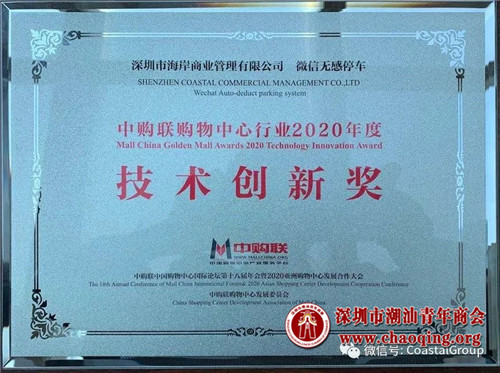 深圳市海岸商业管理有限公司 微信无感停车
SHENZHEN COASTAL COMMERCIAL MANAGEMENT CO.,LTD
Wechat Auto-deduct parking system
中购联购物中心行业2020年度
Mall China Golden Mall Awards 2020 Technology Innovation Award
技术创新奖
中购联
WWW.MALLCHINA.ORG
中购联中国购物中心国际论坛第十八届年会暨2020亚洲购物中心发展合作大会
The 18th Annual Conference of Mall China International Forum& 2020 Asian Shopping Center Development Cooperation Conference
中购联购物中心发展委员会
China Shopping Center Development Association of Mall China
深圳市潮汕青年商会
www.chaoqing.org
微信号: CoastalGroup